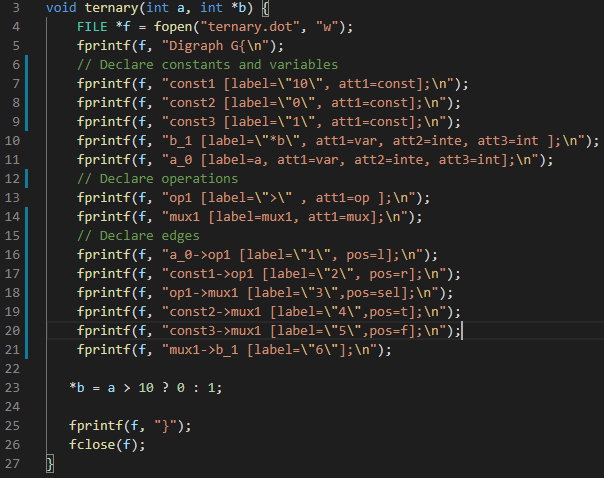 3 void ternary(int a, int *b) {
4 FILE *f = fopen("ternary.dot", "w");
5 fprintf(f, "Digraph G{\n");
6 // Declare constants and variables
7 fprintf(f, "const1 [label=\"10\", att1=const];\n");
8 fprintf(f, "const2 [label=\"0\", att1=const];\n");
9 fprintf(f, "const3 [label=\"1\", att1=const];\n");
10 fprintf(f, "b_1 [label=\"*b\", att1=var, att2=inte, att3=int ];\n");
11 fprintf(f, "a_0 [label=a, att1=var, att2=inte, att3=int];\n");
12 // Declare operations
13 fprintf(f, "op1 [label=\">\" , att1=op ];\n");
14 fprintf(f, "mux1 [label=mux1, att1=mux];\n");
15 // Declare edges
16 fprintf(f, "a_0->op1 [label=\"1\", pos=l];\n");
17 fprintf(f, "const1->op1 [label=\"2\", pos=r];\n");
18 fprintf(f, "op1->mux1 [label=\"3\",pos=sel];\n");
19 fprintf(f, "const2->mux1 [label=\"4\",pos=t];\n");
20 fprintf(f, "const3->mux1 [label=\"5\",pos=f];\n");
21 fprintf(f, "mux1->b_1 [label=\"6\"];\n");
22
23 *b = a > 10 ? 0 : 1;
24
25 fprintf(f, "}");
26 fclose(f);
27 }